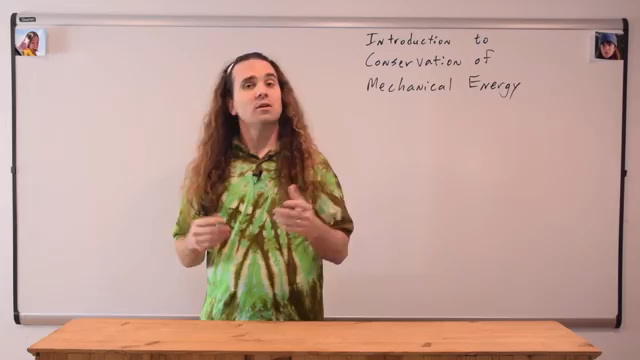 Introduction to
Conservation of
Mechanical Energy